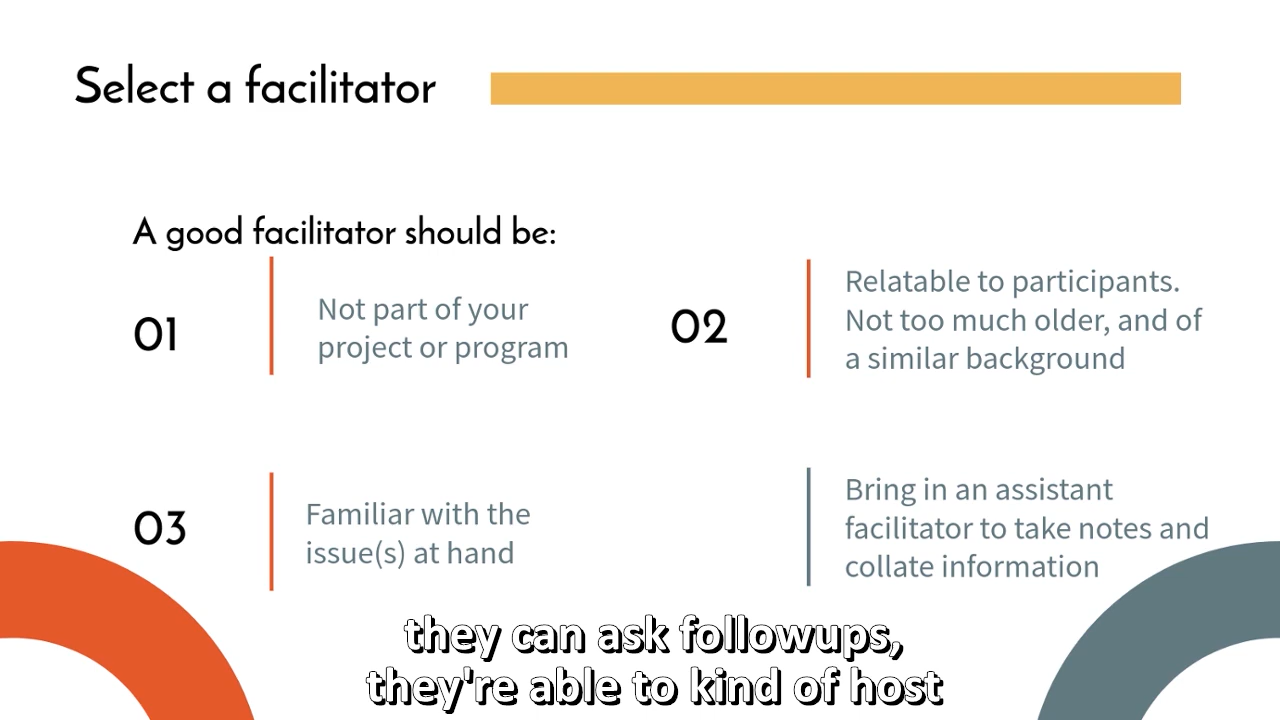 Select a facilitator
A good facilitator should be:
01
Not part of your
project or program
02
Relatable to participants.
Not too much older, and of
a similar background
03
Familiar with the
issue(s) at hand
Bring in an assistant
facilitator to take notes and
collate information
they can ask followups,
they're able to kind of host